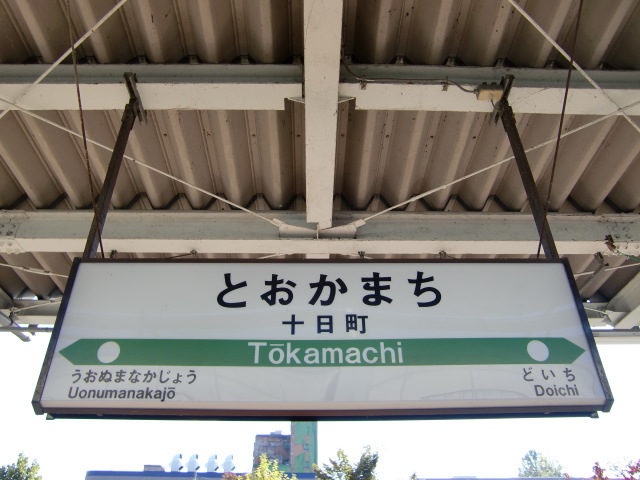 とおかまち
十日町
Tōkamachi
うおぬまなかじょう どいち
Uonumanakajō Doichi